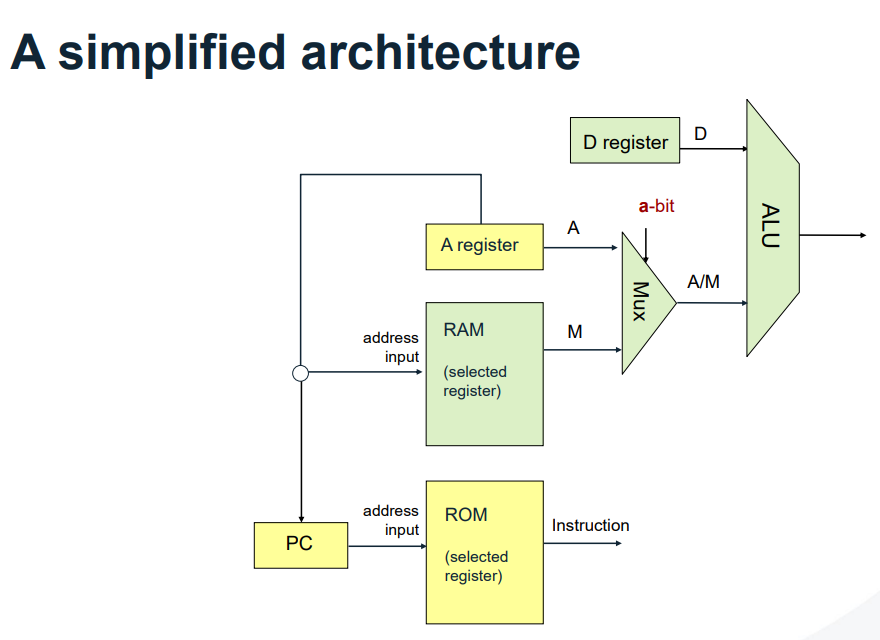 A simplified architecture
D register
D
ALU
a-bit
A register
A
Mux
A/M
address
input
RAM
(selected
register)
M
PC
address
input
ROM
(selected
register)
Instruction